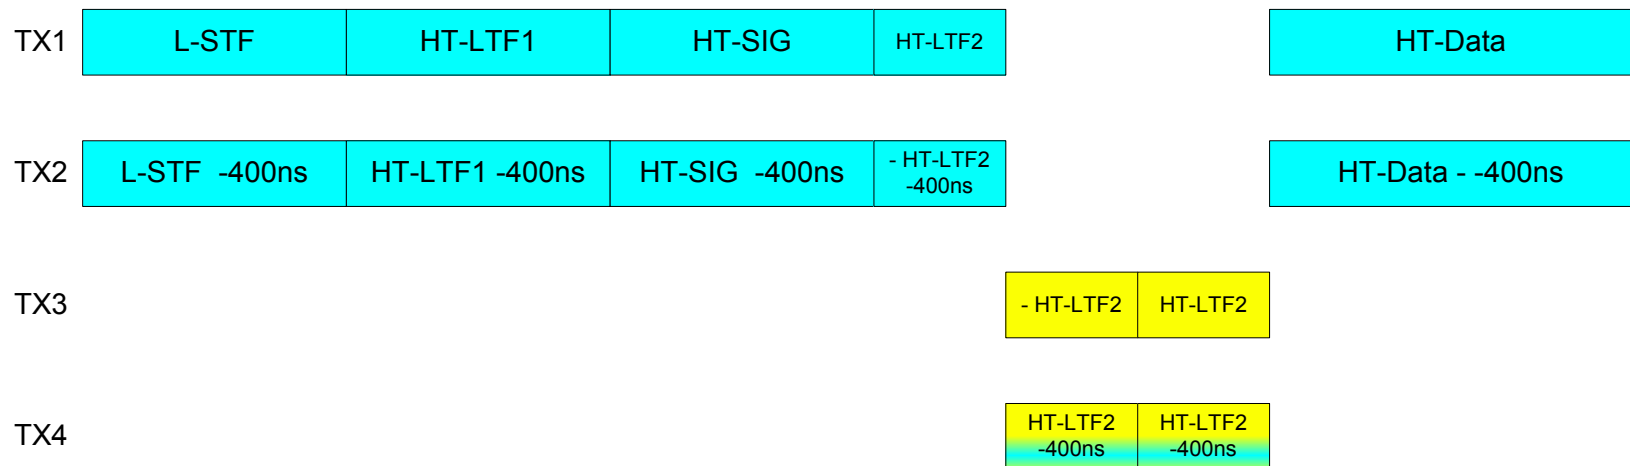 TX1 L-STF HT-LTF1 HT-SIG HT-LTF2 HT-Data
TX2 L-STF -400ns HT-LTF1 -400ns HT-SIG -400ns - HT-LTF2
-400ns HT-Data - -400ns
TX3 - HT-LTF2 HT-LTF2
TX4 HT-LTF2
-400ns HT-LTF2
-400ns